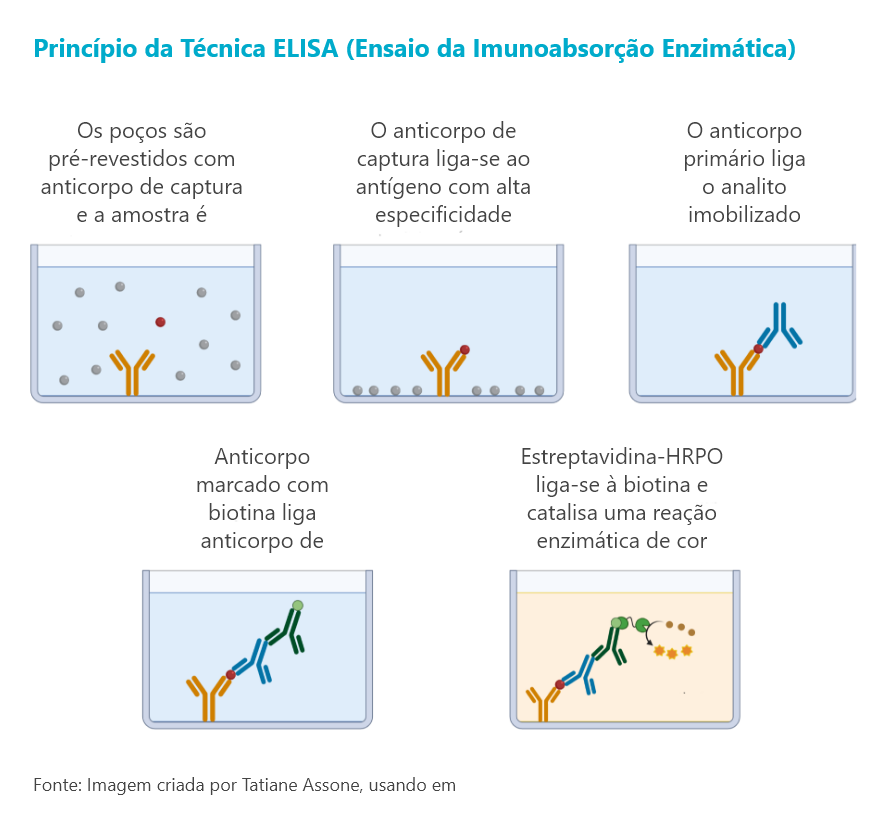 Princípio da Técnica ELISA (Ensaio da Imunoabsorção Enzimática)
Os poços são
pré-revestidos com
anticorpo de captura
e a amostra é
O anticorpo de
captura liga-se ao
antígeno com alta
especificidade
O anticorpo
primário liga
o analito
imobilizado
Anticorpo
marcado com
biotina liga
anticorpo de
Estreptavidina-HRPO
liga-se à biotina e
catalisa uma reação
enzimática de cor
Fonte: Imagem criada por Tatiane Assone, usando em